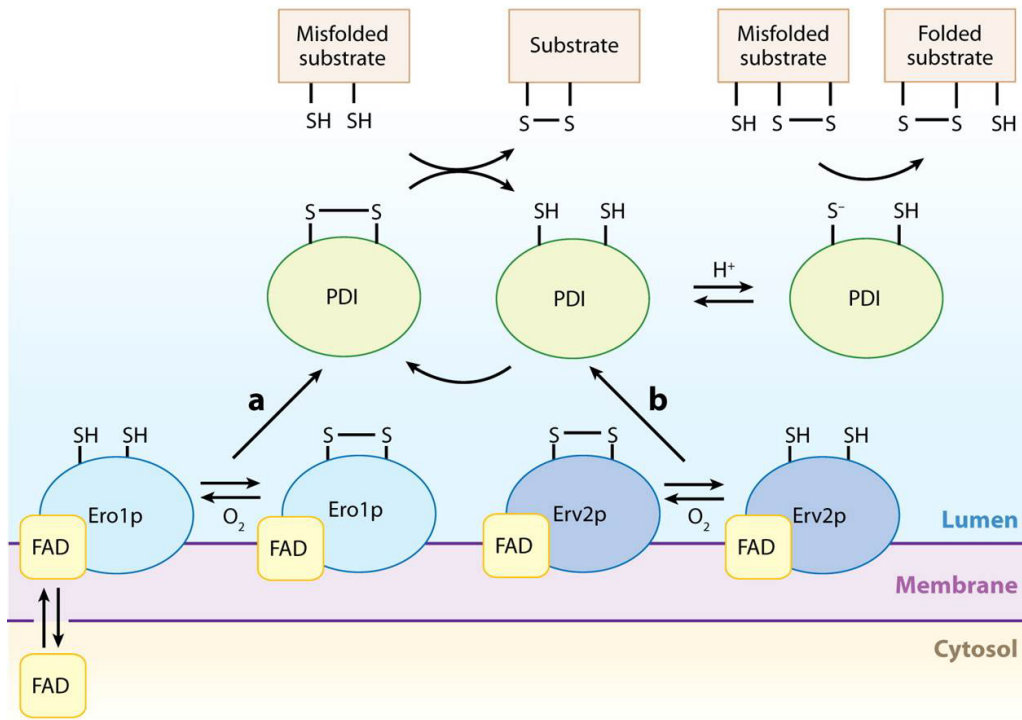 Misfolded
substrate
Substrate
Misfolded
substrate
Folded
substrate
SH SH
S S
SH S S
S S SH
S S
SH SH
S⁻ SH
PDI
PDI
H⁺
PDI
a
b
SH SH
S S
S S
SH SH
Ero1p
O₂
Ero1p
Erv2p
O₂
Erv2p
Lumen
FAD
FAD
FAD
FAD
Membrane
Cytosol
FAD